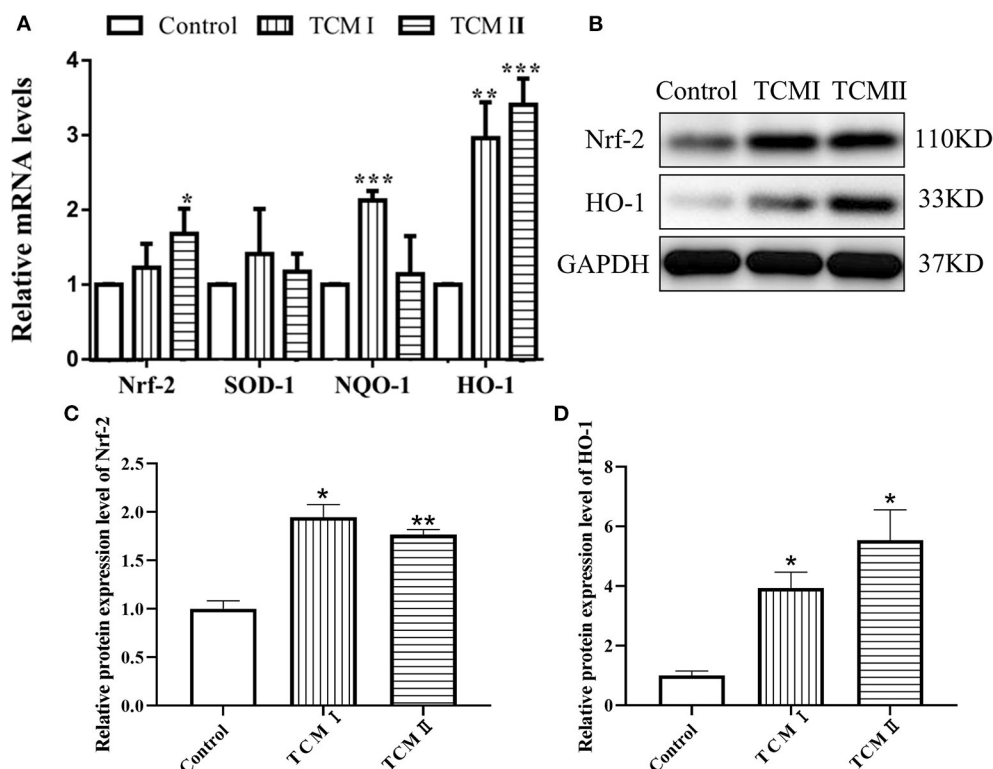 A
Control TCM I TCM II
Relative mRNA levels
4
3
2
1
0
* *** ** ***
Nrf-2 SOD-1 NQO-1 HO-1
B
Control TCMI TCMII
Nrf-2 110KD
HO-1 33KD
GAPDH 37KD
C
Relative protein expression level of Nrf-2
2.5
2.0
1.5
1.0
0.5
0.0
* **
Control TCM I TCM II
D
Relative protein expression level of HO-1
8
6
4
2
0
* *
Control TCM I TCM II